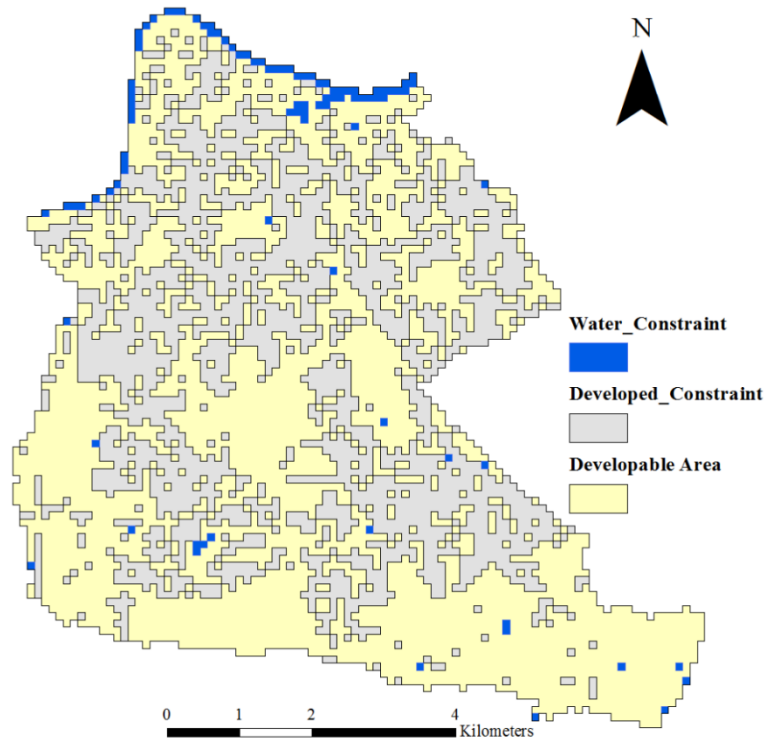 N
Water_Constraint
Developed_Constraint
Developable Area
0 1 2 4
Kilometers